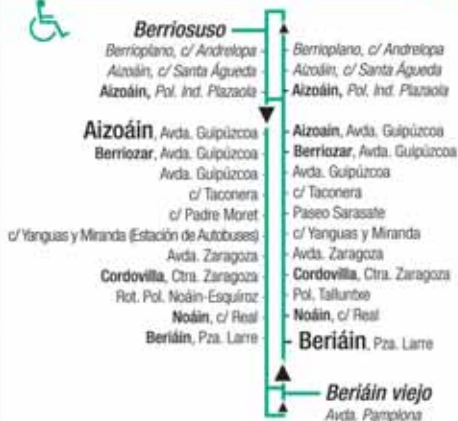 Berriosuso
Berrioplano, c/ Andrelopa
Aizoáin, c/ Santa Águeda
Aizoáin, Pol. Ind. Plazaola
Aizoáin, Avda. Guipúzcoa
Berriozar, Avda. Guipúzcoa
Avda. Guipúzcoa
c/ Taconera
c/ Padre Moret
c/ Yanguas y Miranda (Estación de Autobuses)
Avda. Zaragoza
Cordovilla, Ctra. Zaragoza
Rot. Pol. Noáin-Esquíroz
Noáin, c/ Real
Beriáin, Pza. Larre
Berrioplano, c/ Andrelopa
Aizoáin, c/ Santa Águeda
Aizoáin, Pol. Ind. Plazaola
Aizoain, Avda. Guipúzcoa
Berriozar, Avda. Guipúzcoa
Avda. Guipúzcoa
c/ Taconera
Paseo Sarasate
c/ Yanguas y Miranda
Avda. Zaragoza
Cordovilla, Ctra. Zaragoza
Pol. Talluntxe
Noáin, c/ Real
Beriáin, Pza. Larre
Beriáin viejo
Avda. Pamplona